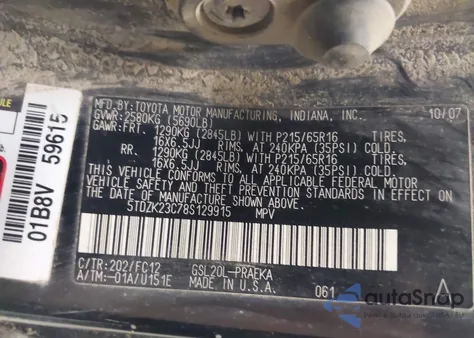 MFD. BY: TOYOTA MOTOR MANUFACTURING, INDIANA, INC. 10/07
GVWR: 2580KG (5690LB)
GAWR: FRT. 1290KG (2845LB) WITH P215/65R16 TIRES,
16X6.5JJ RIMS, AT 240KPA (35PSI) COLD.
RR. 1290KG (2845LB) WITH P215/65R16 TIRES,
16X6.5JJ RIMS, AT 240KPA (35PSI) COLD.
THIS VEHICLE CONFORMS TO ALL APPLICABLE FEDERAL MOTOR
VEHICLE SAFETY AND THEFT PREVENTION STANDARDS IN EFFECT ON
THE DATE OF MANUFACTURE SHOWN ABOVE.
5TDZK23C78S129915 MPV
C/TR: 202/FC12 GSL20L-PRAEKA
A/TM: -01A/U151E MADE IN U.S.A. 061 A
01B8V 59615
autoSnap